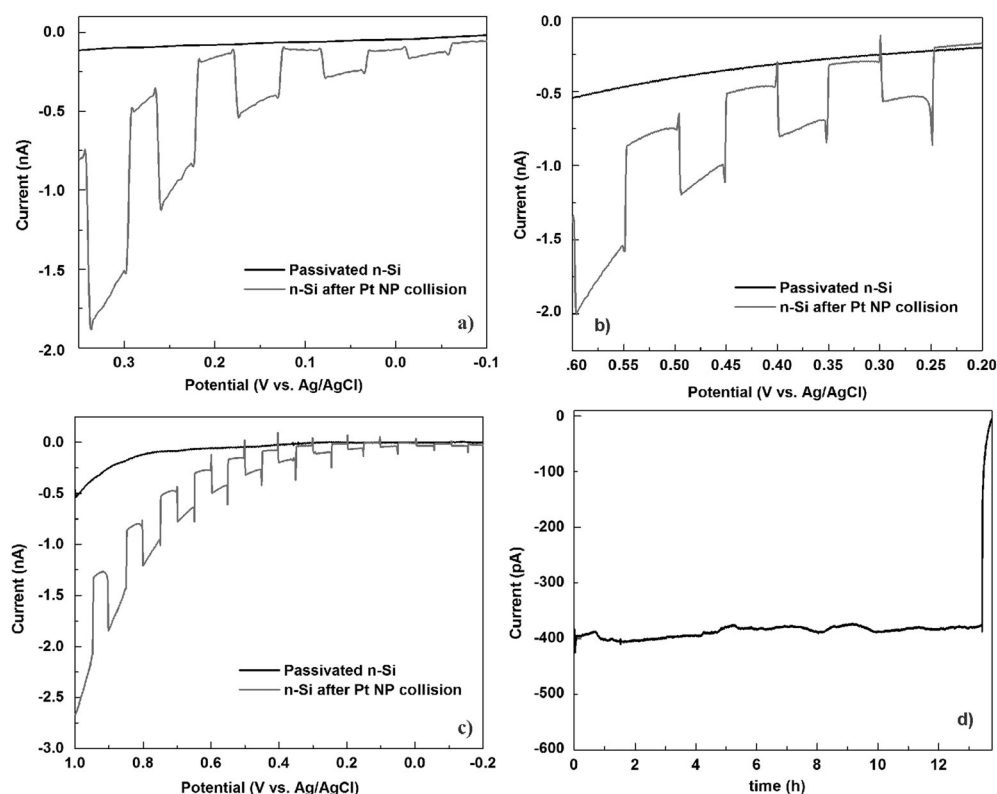 0.0
-0.5
-1.0
-1.5
-2.0
Current (nA)
0.3 0.2 0.1 0.0 -0.1
Potential (V vs. Ag/AgCl)
Passivated n-Si
n-Si after Pt NP collision
a)
0.0
-0.5
-1.0
-1.5
-2.0
Current (nA)
.60 0.55 0.50 0.45 0.40 0.35 0.30 0.25 0.20
Potential (V vs. Ag/AgCl)
Passivated n-Si
n-Si after Pt NP collision
b)
0.0
-0.5
-1.0
-1.5
-2.0
-2.5
-3.0
Current (nA)
1.0 0.8 0.6 0.4 0.2 0.0 -0.2
Potential (V vs. Ag/AgCl)
Passivated n-Si
n-Si after Pt NP collision
c)
0
-100
-200
-300
-400
-500
-600
Current (pA)
0 2 4 6 8 10 12
time (h)
d)